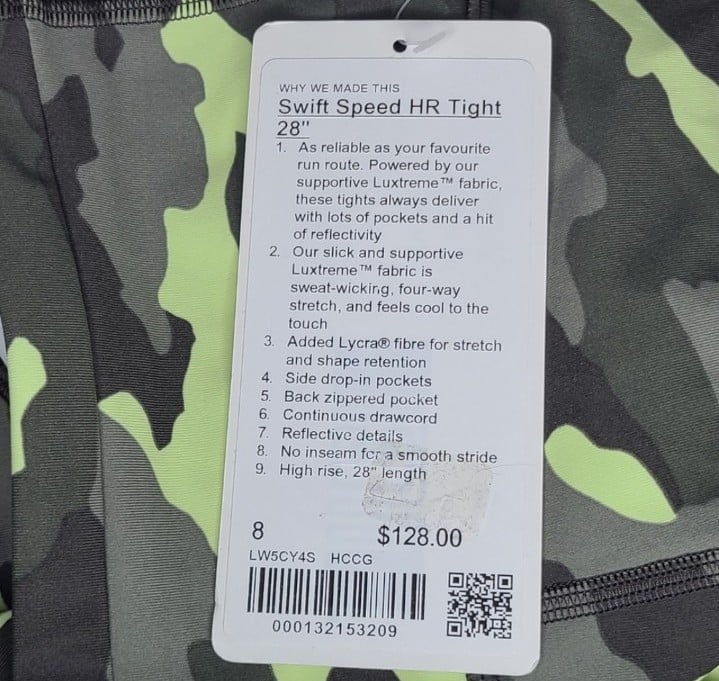 WHY WE MADE THIS
Swift Speed HR Tight
28"
1. As reliable as your favourite
run route. Powered by our
supportive Luxtreme™ fabric,
these tights always deliver
with lots of pockets and a hit
of reflectivity
2. Our slick and supportive
Luxtreme™ fabric is
sweat-wicking, four-way
stretch, and feels cool to the
touch
3. Added Lycra® fibre for stretch
and shape retention
4. Side drop-in pockets
5. Back zippered pocket
6. Continuous drawcord
7. Reflective details
8. No inseam for a smooth stride
9. High rise, 28" length
8 $128.00
LW5CY4S HCCG
000132153209